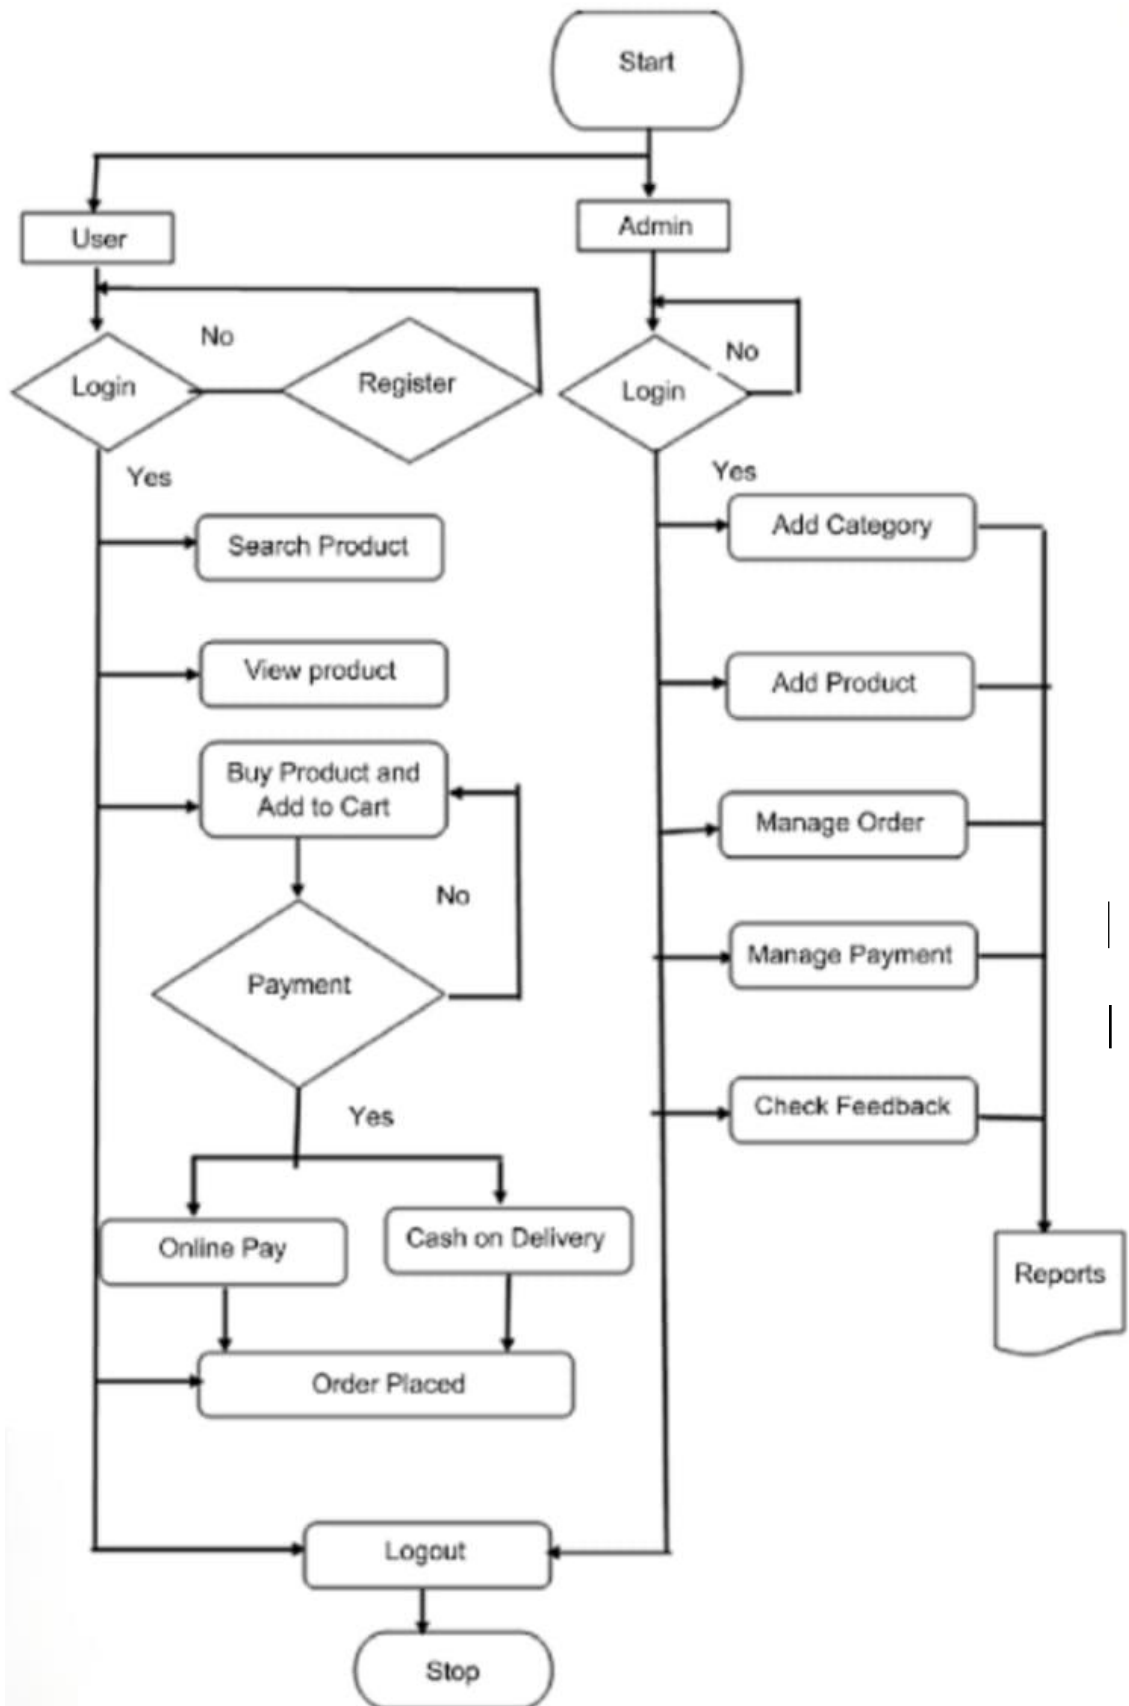 Start
User
Admin
No
Login
Register
No
Login
Yes
Yes
Search Product
Add Category
View product
Add Product
Buy Product and
Add to Cart
Manage Order
No
Payment
Manage Payment
Yes
Check Feedback
Online Pay
Cash on Delivery
Reports
Order Placed
Logout
Stop